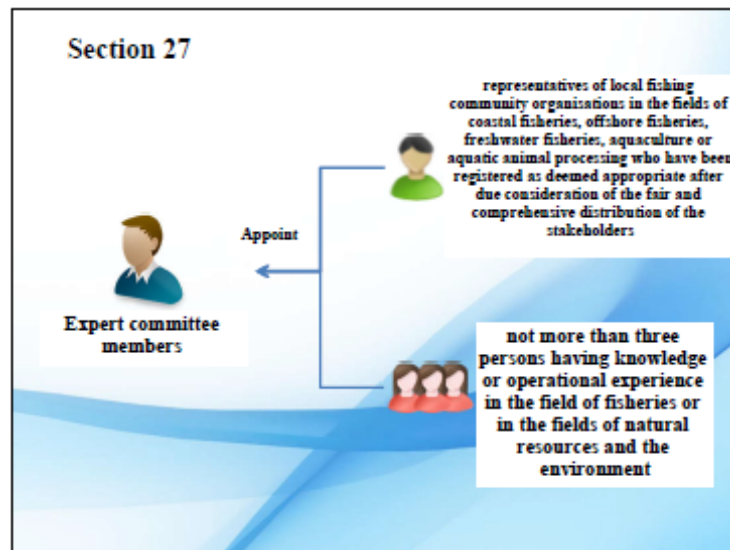 Section 27
representatives of local fishing
community organisations in the fields of
coastal fisheries, offshore fisheries,
freshwater fisheries, aquaculture or
aquatic animal processing who have been
registered as deemed appropriate after
due consideration of the fair and
comprehensive distribution of the
stakeholders
Appoint
Expert committee
members
not more than three
persons having knowledge
or operational experience
in the field of fisheries or
in the fields of natural
resources and the
environment